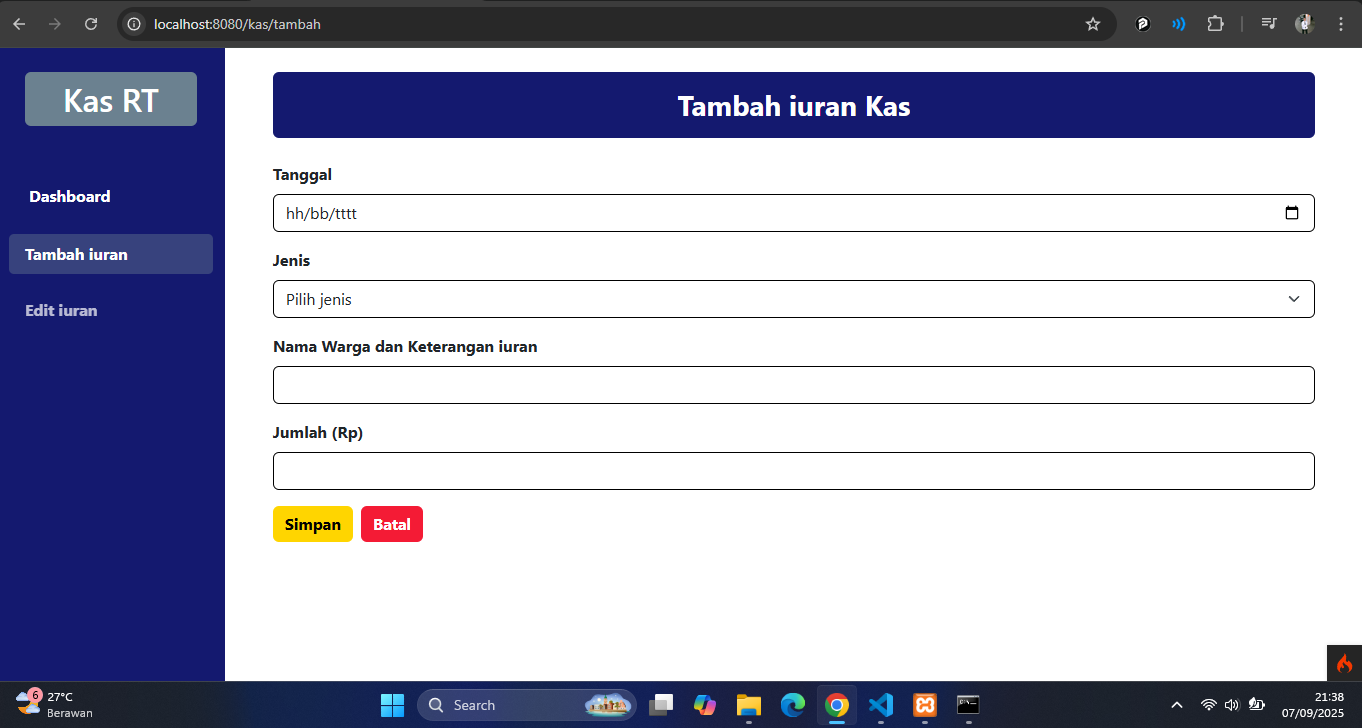 localhost:8080/kas/tambah
Kas RT
Tambah iuran Kas
Dashboard
Tambah iuran
Edit iuran
Tanggal
hh/bb/tttt
Jenis
Pilih jenis
Nama Warga dan Keterangan iuran
Jumlah (Rp)
Simpan Batal
6
27°C
Berawan
Search
21:38
07/09/2025